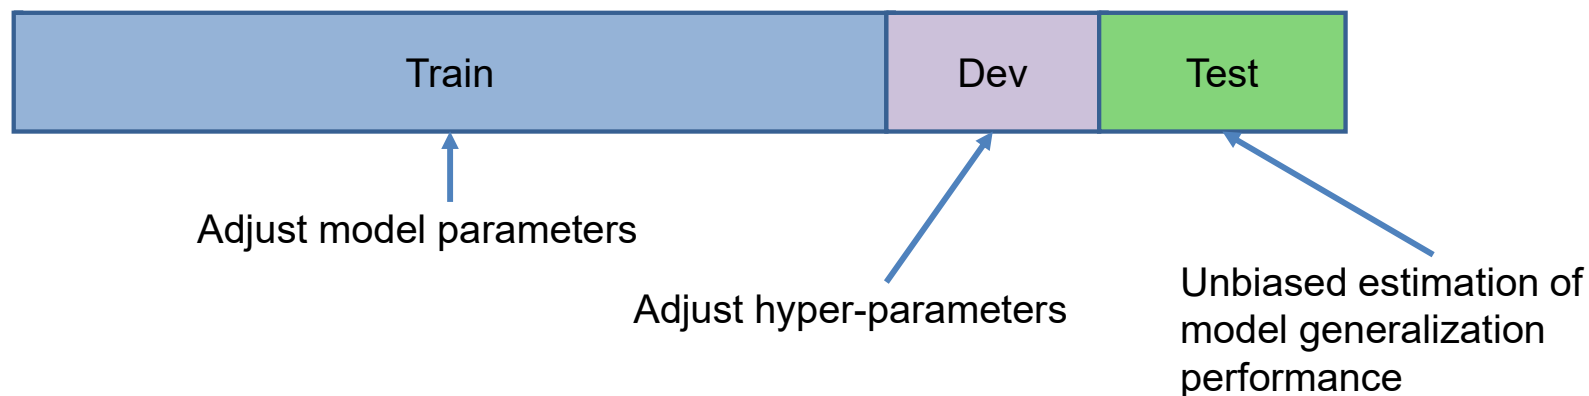 Train
Dev
Test
Adjust model parameters
Adjust hyper-parameters
Unbiased estimation of
model generalization
performance